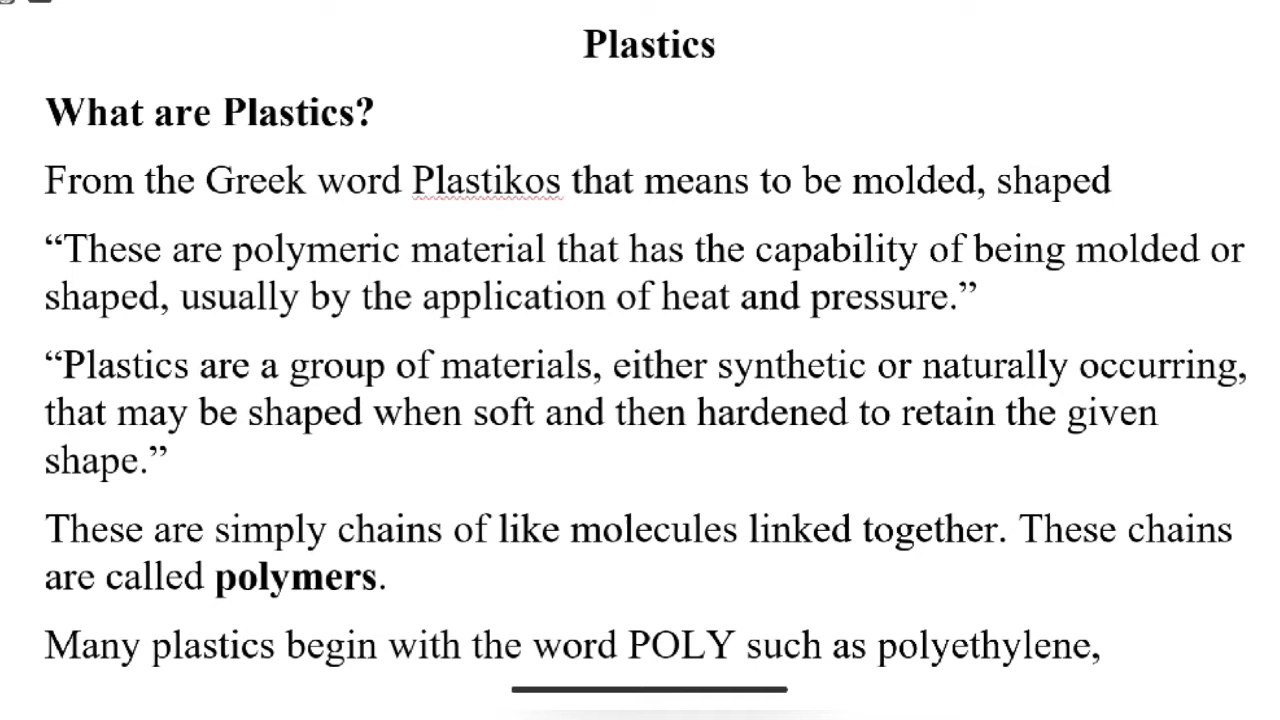 Plastics
What are Plastics?
From the Greek word Plastikos that means to be molded, shaped
“These are polymeric material that has the capability of being molded or
shaped, usually by the application of heat and pressure.”
“Plastics are a group of materials, either synthetic or naturally occurring,
that may be shaped when soft and then hardened to retain the given
shape.”
These are simply chains of like molecules linked together. These chains
are called polymers.
Many plastics begin with the word POLY such as polyethylene,